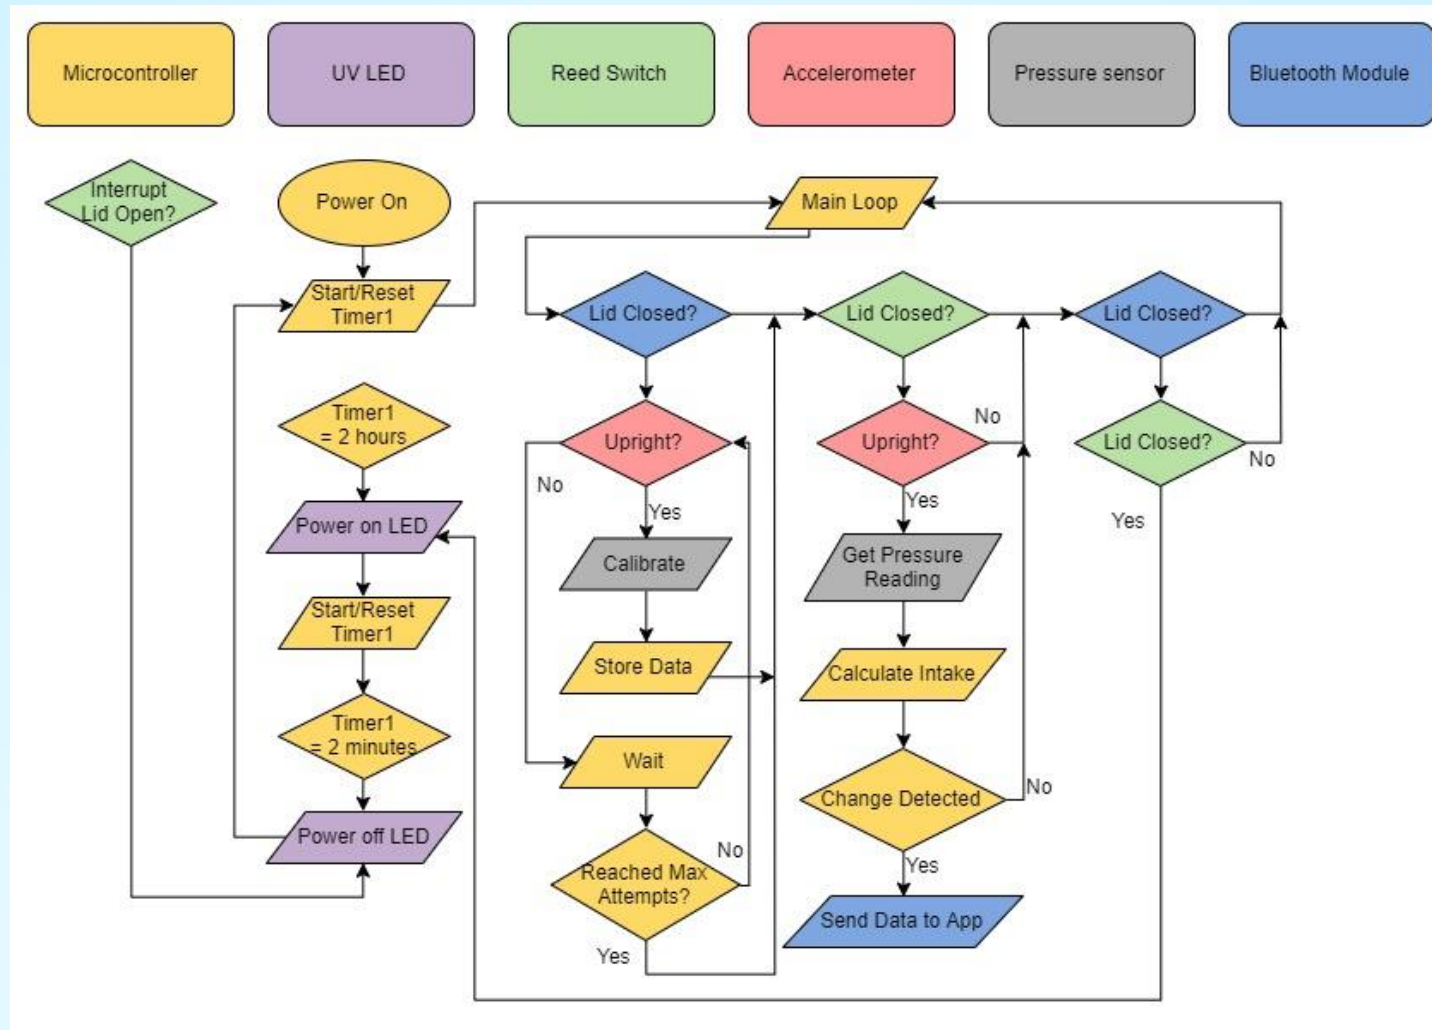 Microcontroller
UV LED
Reed Switch
Accelerometer
Pressure sensor
Bluetooth Module
Interrupt
Lid Open?
Power On
Start/Reset
Timer1
Timer1
= 2 hours
Power on LED
Start/Reset
Timer1
Timer1
= 2 minutes
Power off LED
Main Loop
Lid Closed?
Upright?
No
Yes
Calibrate
Store Data
Wait
Reached Max
Attempts?
No
Yes
Lid Closed?
Upright?
No
Yes
Get Pressure
Reading
Calculate Intake
Change Detected
No
Yes
Send Data to App
Lid Closed?
Lid Closed?
No
Yes